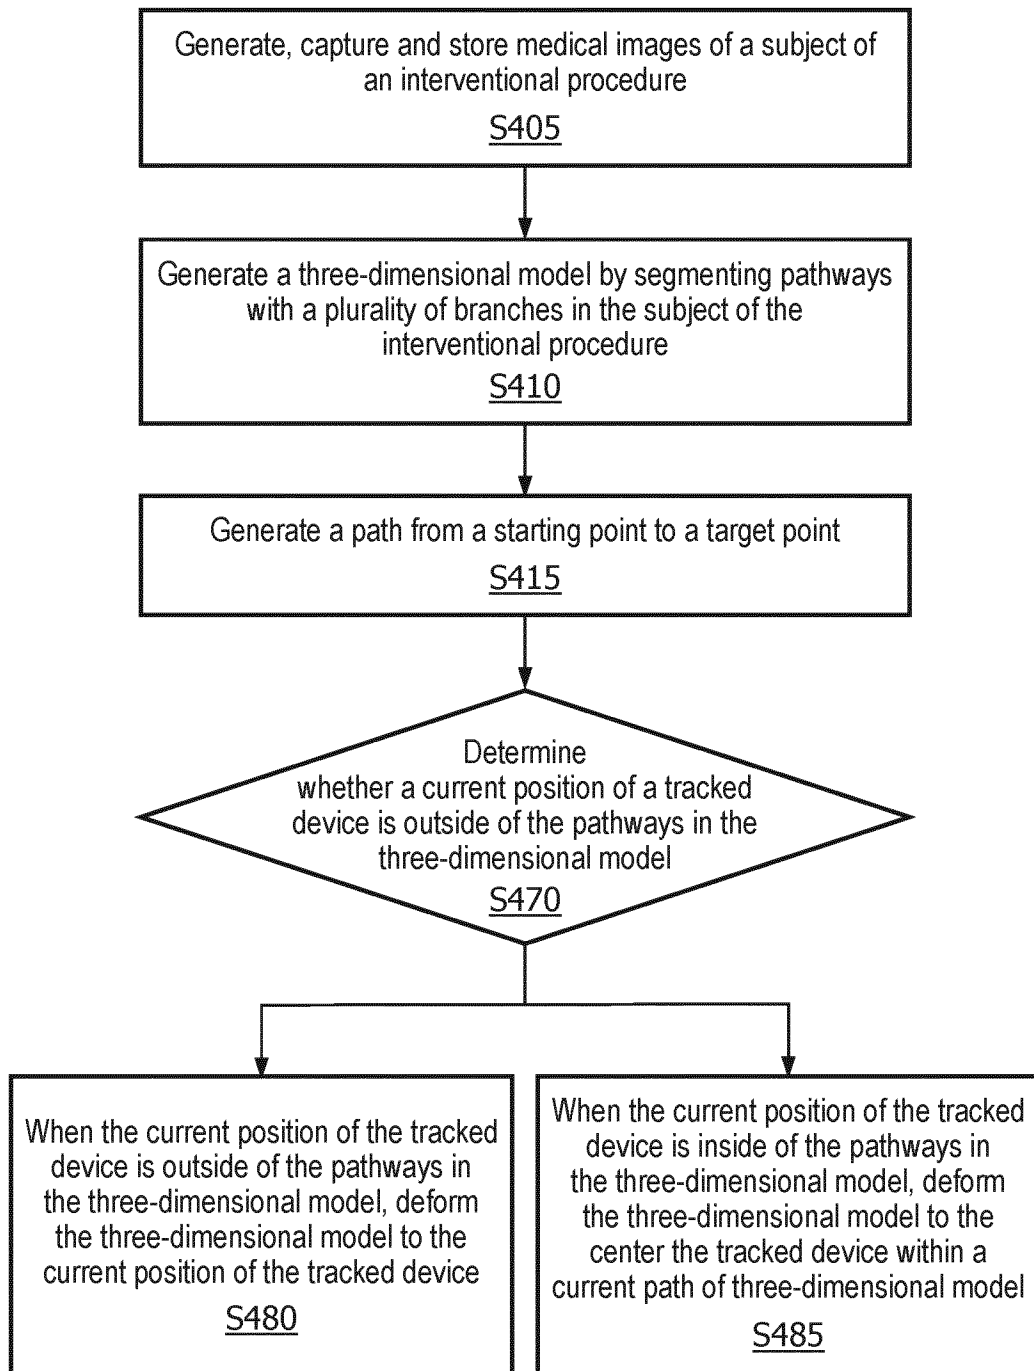 Generate, capture and store medical images of a subject of
an interventional procedure
S405
Generate a three-dimensional model by segmenting pathways
with a plurality of branches in the subject of the
interventional procedure
S410
Generate a path from a starting point to a target point
S415
Determine
whether a current position of a tracked
device is outside of the pathways in the
three-dimensional model
S470
When the current position of the tracked
device is outside of the pathways in
the three-dimensional model, deform
the three-dimensional model to the
current position of the tracked device
S480
When the current position of the tracked
device is inside of the pathways in
the three-dimensional model, deform
the three-dimensional model to the
center the tracked device within a
current path of three-dimensional model
S485